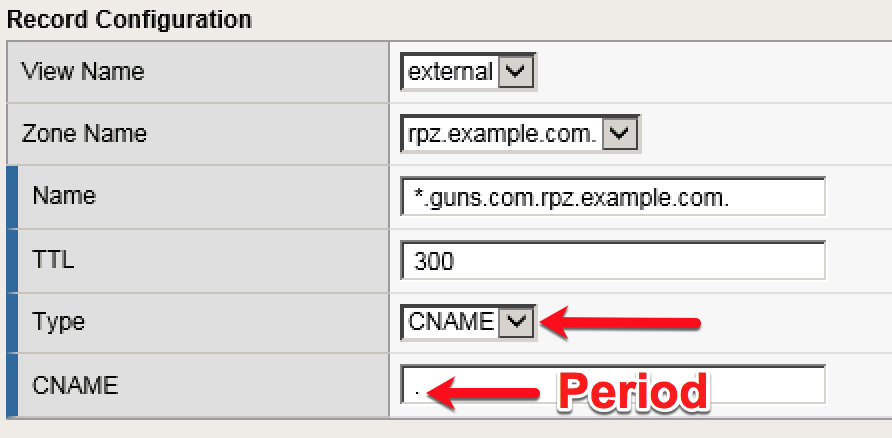 Record Configuration
View Name external
Zone Name rpz.example.com.
Name *.guns.com.rpz.example.com.
TTL 300
Type CNAME
CNAME . Period